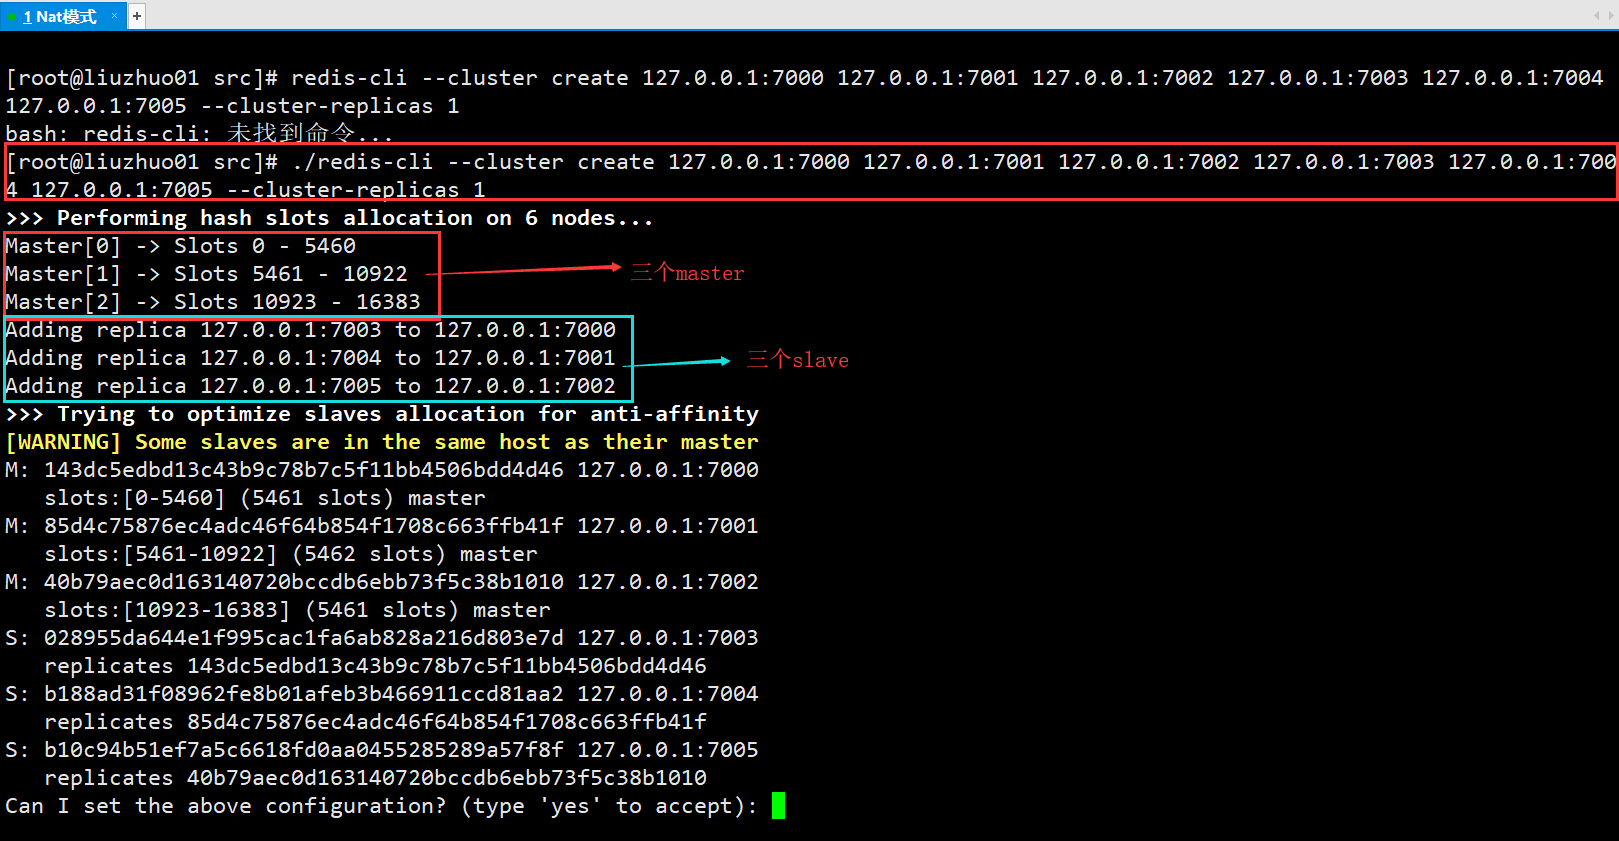 1 Nat模式 × +
[root@liuzhuo01 src]# redis-cli --cluster create 127.0.0.1:7000 127.0.0.1:7001 127.0.0.1:7002 127.0.0.1:7003 127.0.0.1:7004
127.0.0.1:7005 --cluster-replicas 1
bash: redis-cli: 未找到命令...
[root@liuzhuo01 src]# ./redis-cli --cluster create 127.0.0.1:7000 127.0.0.1:7001 127.0.0.1:7002 127.0.0.1:7003 127.0.0.1:700
4 127.0.0.1:7005 --cluster-replicas 1
>>> Performing hash slots allocation on 6 nodes...
Master[0] -> Slots 0 - 5460
Master[1] -> Slots 5461 - 10922
三个master
Master[2] -> Slots 10923 - 16383
Adding replica 127.0.0.1:7003 to 127.0.0.1:7000
Adding replica 127.0.0.1:7004 to 127.0.0.1:7001
三个slave
Adding replica 127.0.0.1:7005 to 127.0.0.1:7002
>>> Trying to optimize slaves allocation for anti-affinity
[WARNING] Some slaves are in the same host as their master
M: 143dc5edbd13c43b9c78b7c5f11bb4506bdd4d46 127.0.0.1:7000
slots:[0-5460] (5461 slots) master
M: 85d4c75876ec4adc46f64b854f1708c663ffb41f 127.0.0.1:7001
slots:[5461-10922] (5462 slots) master
M: 40b79aec0d163140720bccdb6ebb73f5c38b1010 127.0.0.1:7002
slots:[10923-16383] (5461 slots) master
S: 028955da644e1f995cac1fa6ab828a216d803e7d 127.0.0.1:7003
replicates 143dc5edbd13c43b9c78b7c5f11bb4506bdd4d46
S: b188ad31f08962fe8b01afeb3b466911ccd81aa2 127.0.0.1:7004
replicates 85d4c75876ec4adc46f64b854f1708c663ffb41f
S: b10c94b51ef7a5c6618fd0aa0455285289a57f8f 127.0.0.1:7005
replicates 40b79aec0d163140720bccdb6ebb73f5c38b1010
Can I set the above configuration? (type 'yes' to accept):